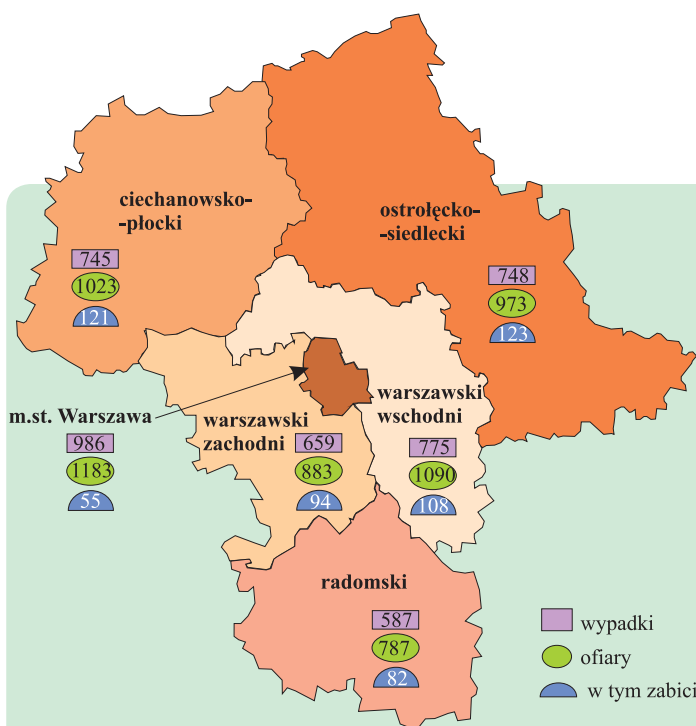 ciechanowsko-
-płocki
745
1023
121
ostrołęcko-
-siedlecki
748
973
123
m.st. Warszawa
986
1183
55
warszawski
zachodni
659
883
94
warszawski
wschodni
775
1090
108
radomski
587
787
82
wypadki
ofiary
w tym zabici